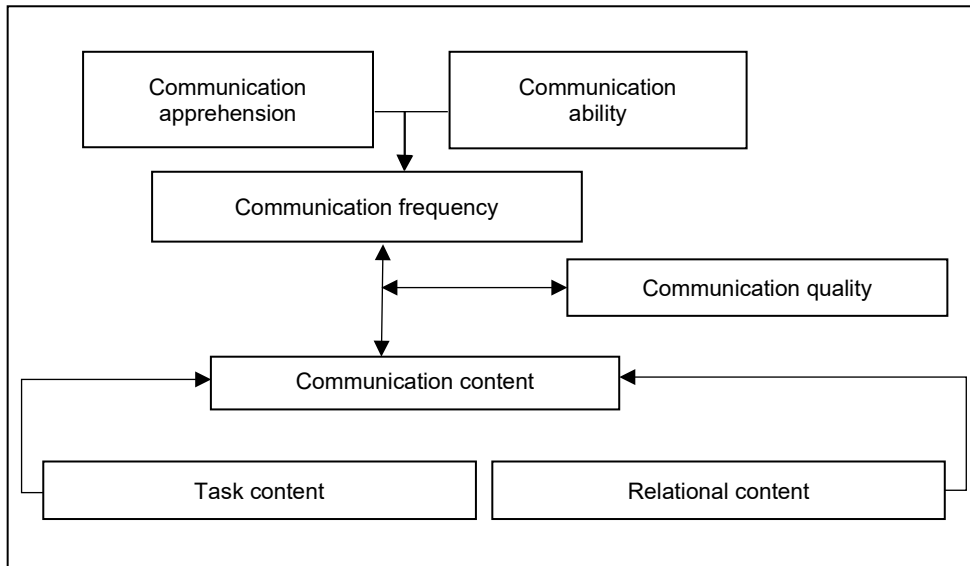 Communication
apprehension
Communication
ability
Communication frequency
Communication quality
Communication content
Task content
Relational content